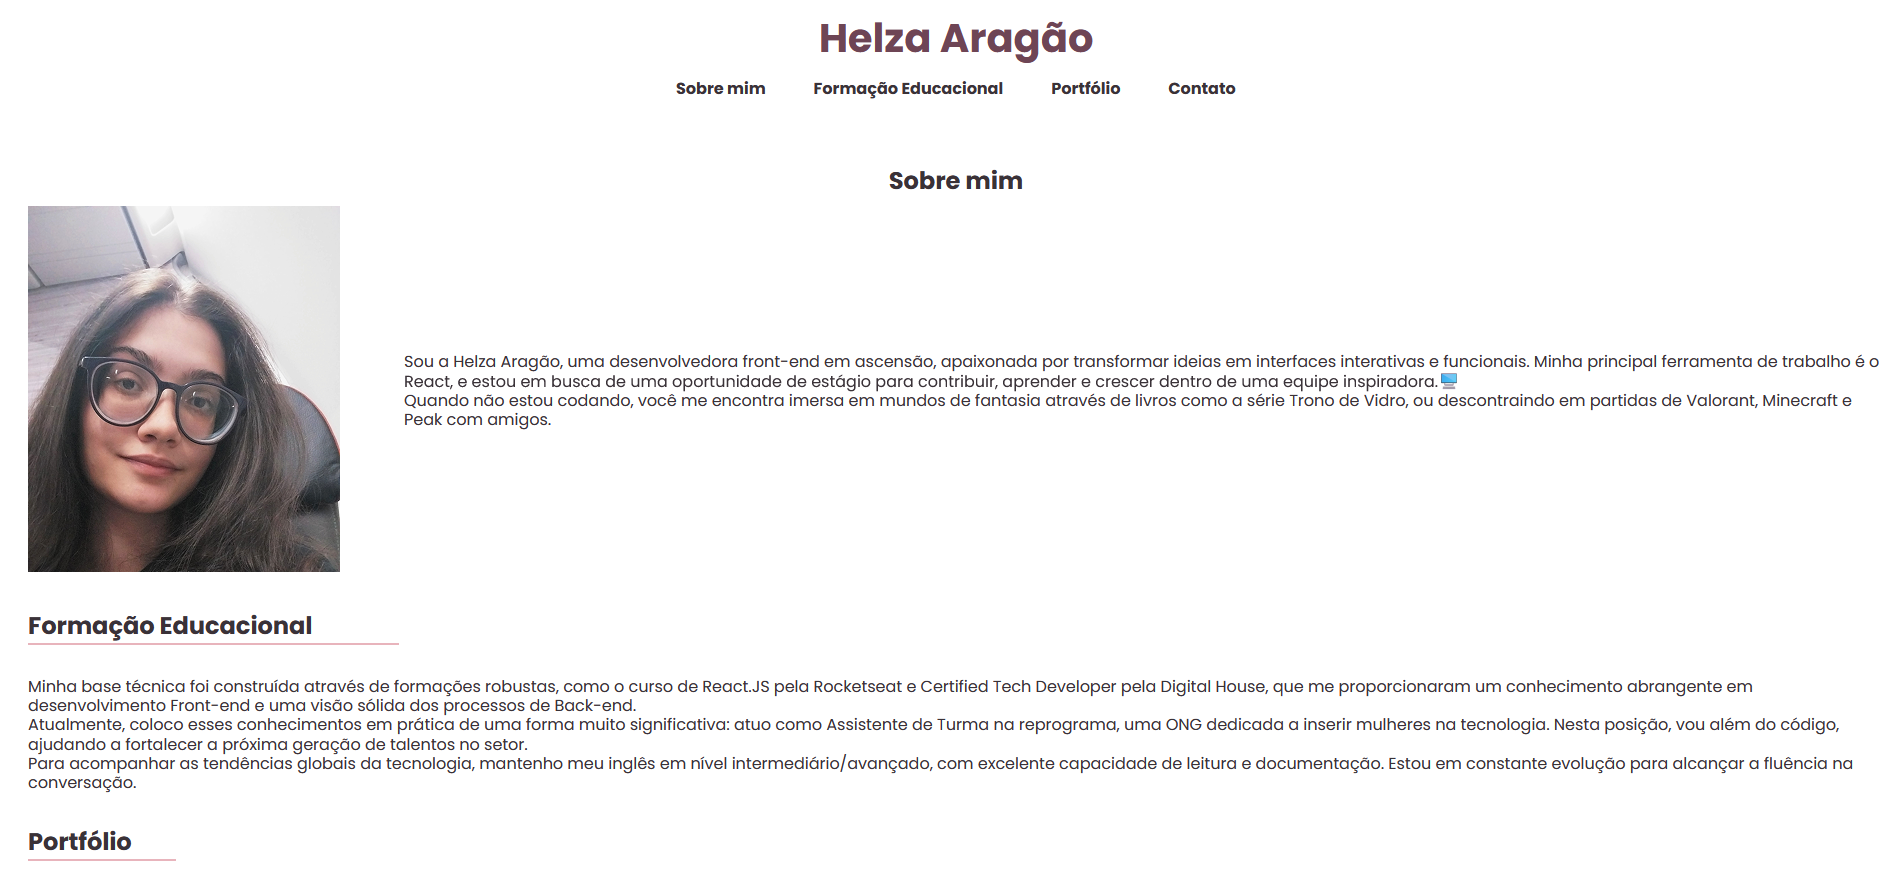 Helza Aragão
Sobre mim Formação Educacional Portfólio Contato
Sobre mim
Sou a Helza Aragão, uma desenvolvedora front-end em ascensão, apaixonada por transformar ideias em interfaces interativas e funcionais. Minha principal ferramenta de trabalho é o
React, e estou em busca de uma oportunidade de estágio para contribuir, aprender e crescer dentro de uma equipe inspiradora.💻
Quando não estou codando, você me encontra imersa em mundos de fantasia através de livros como a série Trono de Vidro, ou descontraindo em partidas de Valorant, Minecraft e
Peak com amigos.
Formação Educacional
Minha base técnica foi construída através de formações robustas, como o curso de React.JS pela Rocketseat e Certified Tech Developer pela Digital House, que me proporcionaram um conhecimento abrangente em
desenvolvimento Front-end e uma visão sólida dos processos de Back-end.
Atualmente, coloco esses conhecimentos em prática de uma forma muito significativa: atuo como Assistente de Turma na reprograma, uma ONG dedicada a inserir mulheres na tecnologia. Nesta posição, vou além do código,
ajudando a fortalecer a próxima geração de talentos no setor.
Para acompanhar as tendências globais da tecnologia, mantenho meu inglês em nível intermediário/avançado, com excelente capacidade de leitura e documentação. Estou em constante evolução para alcançar a fluência na
conversação.
Portfólio